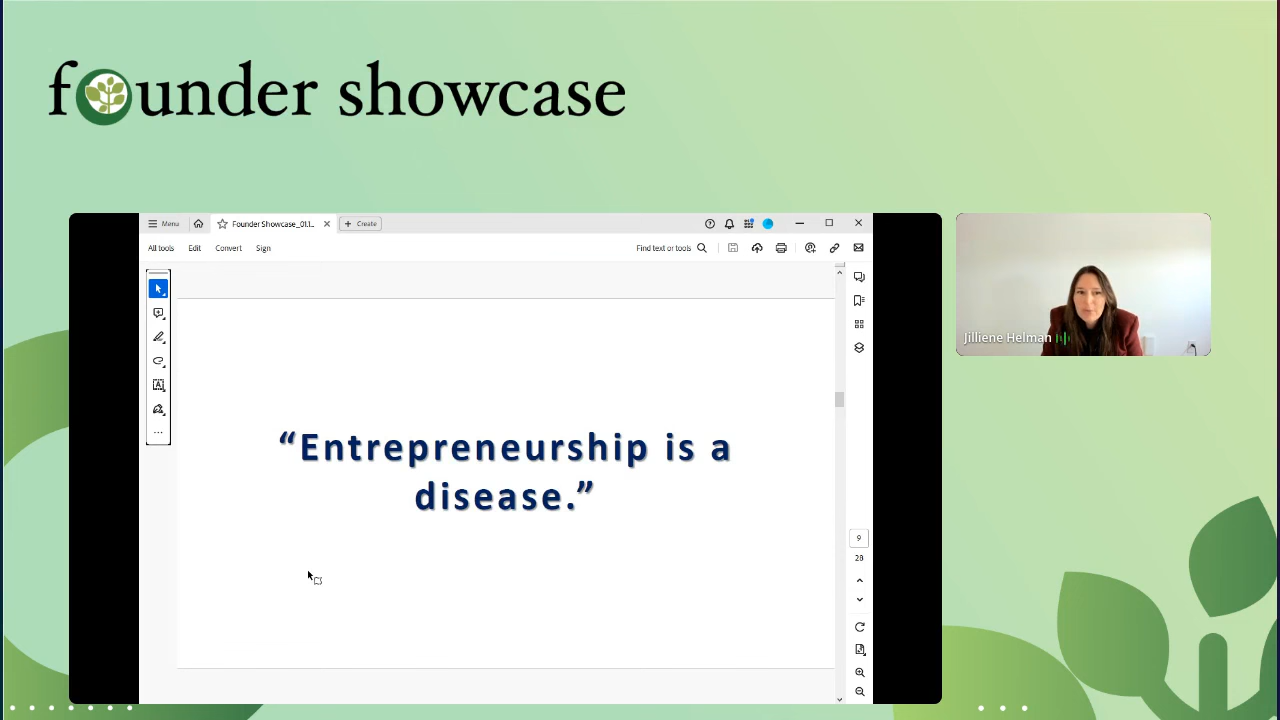 founder showcase
Menu
Founder Showcase_01.1...
Create
All tools
Edit
Convert
Sign
Find text or tools
“Entrepreneurship is a
disease.”
9
20
Jilliene Helman